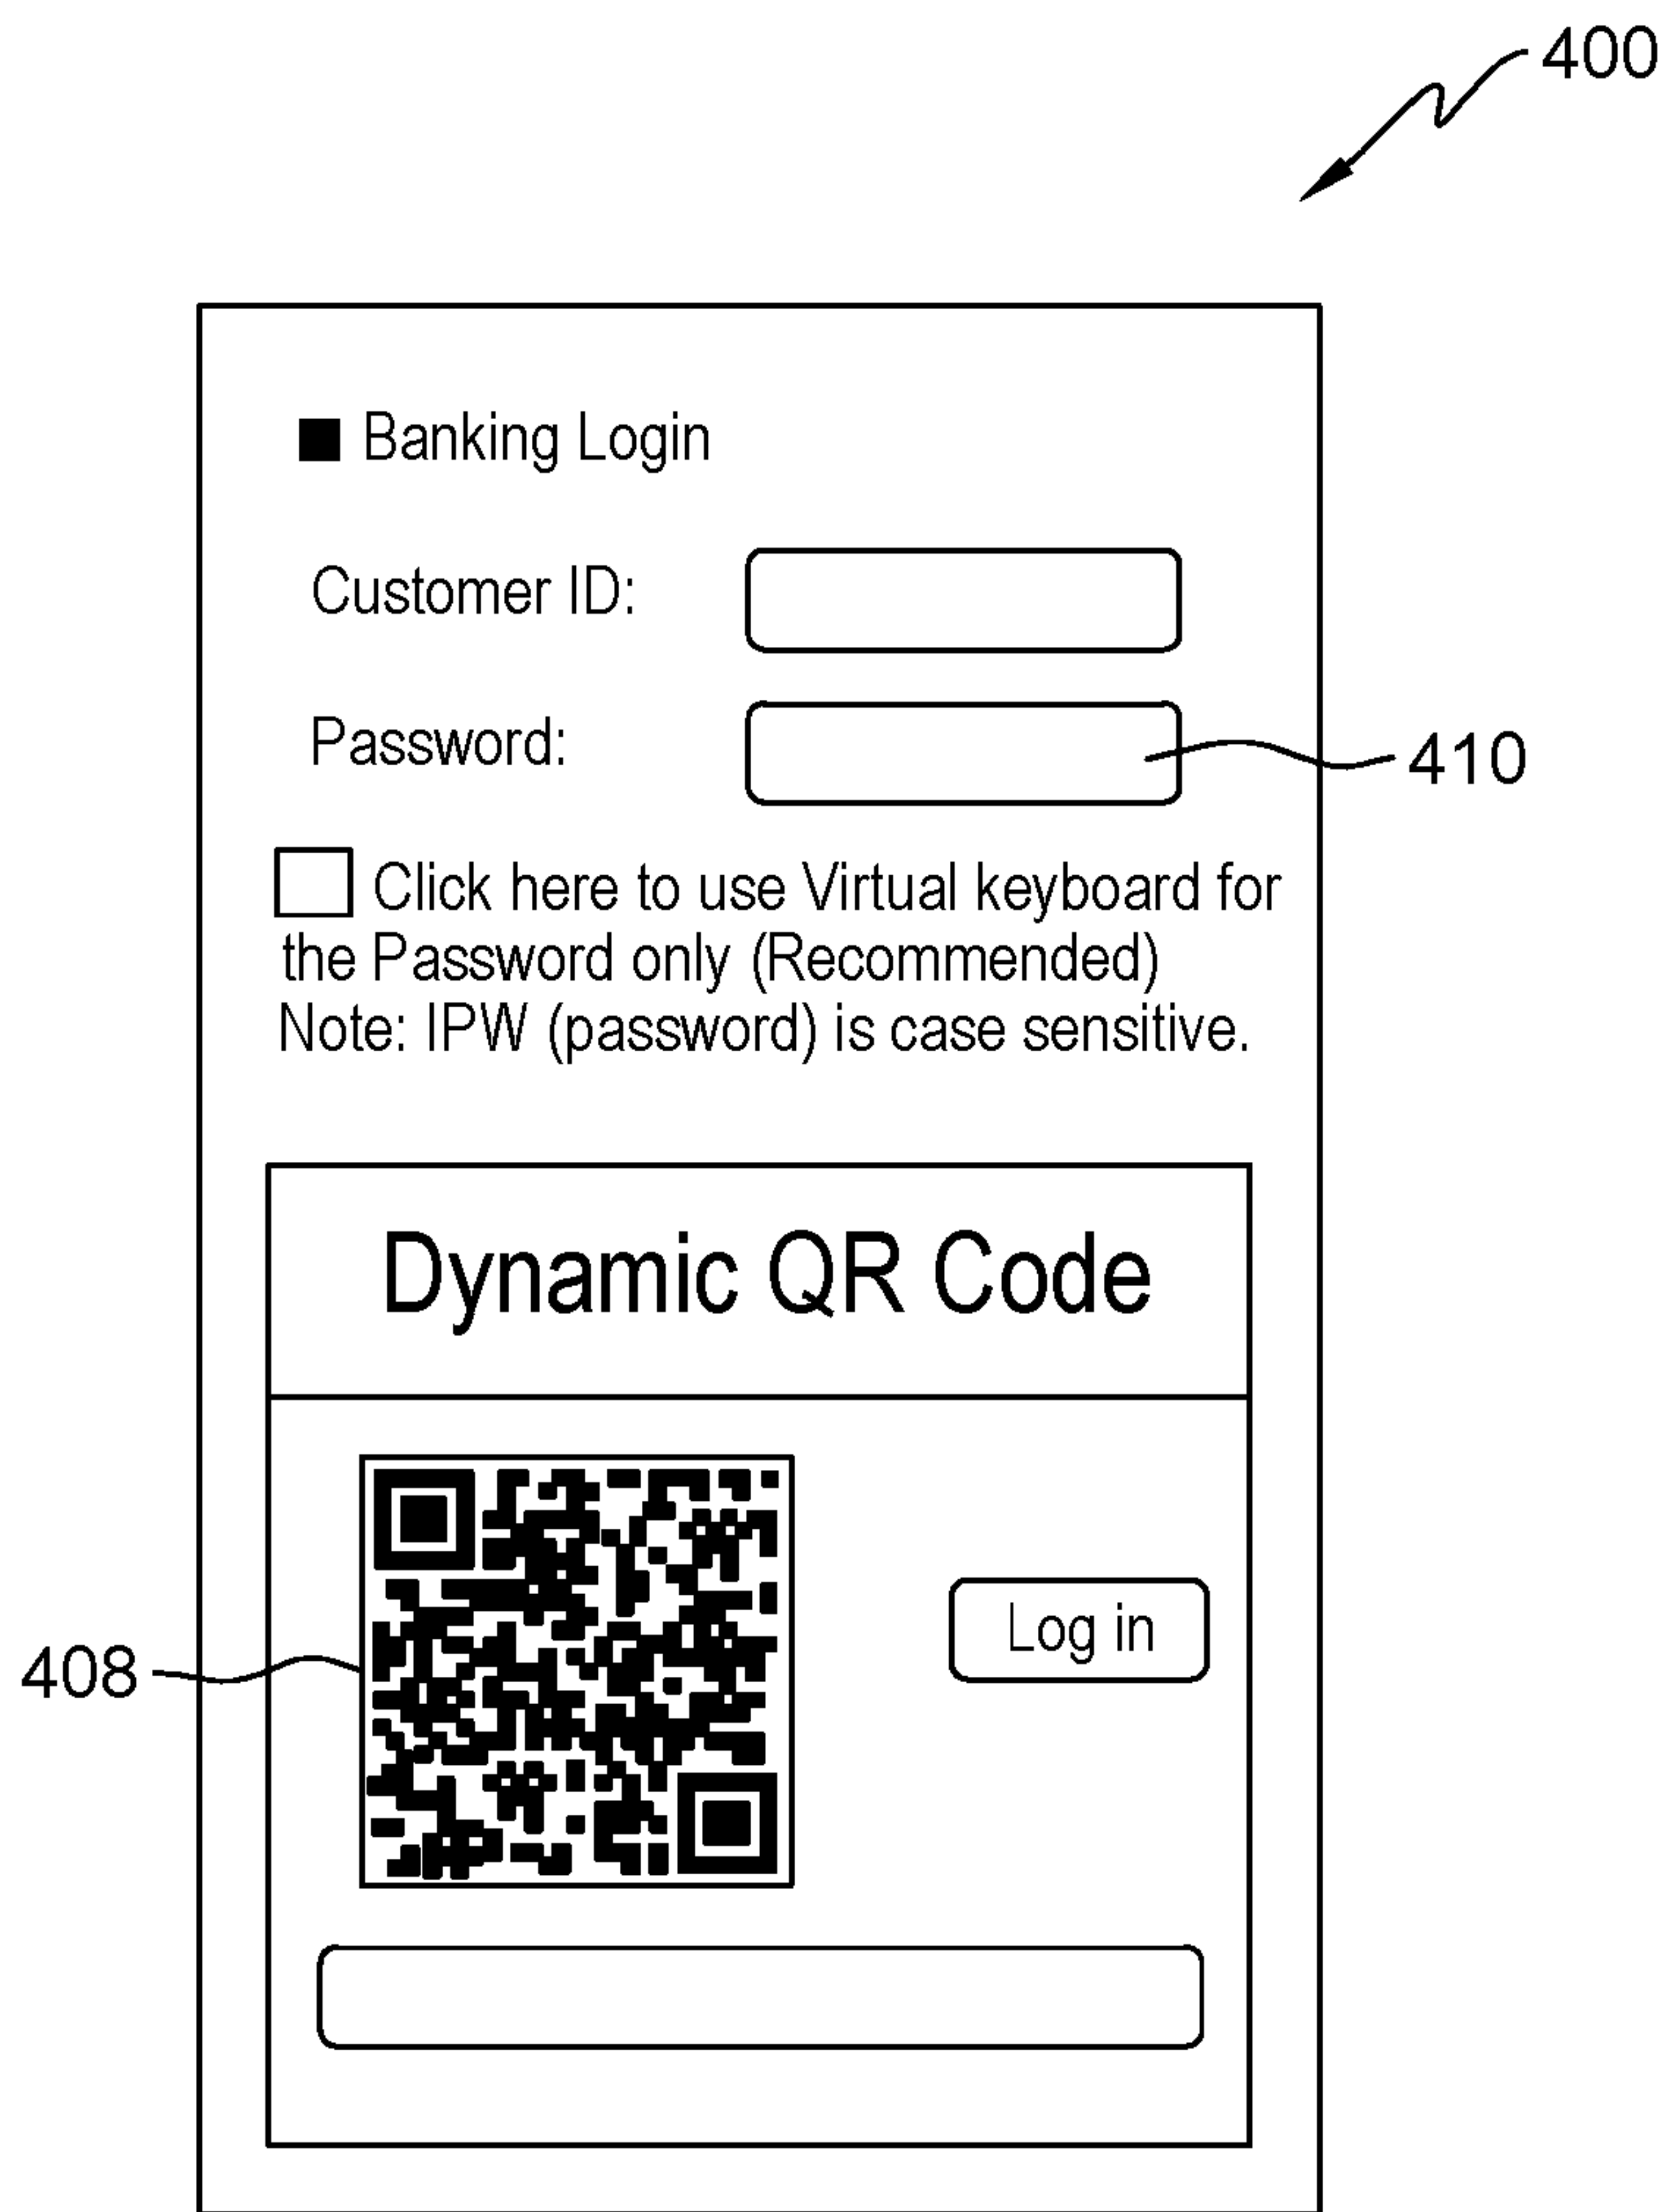 400
Banking Login
Customer ID:
Password:
410
Click here to use Virtual keyboard for
the Password only (Recommended)
Note: IPW (password) is case sensitive.
Dynamic QR Code
Log in
408